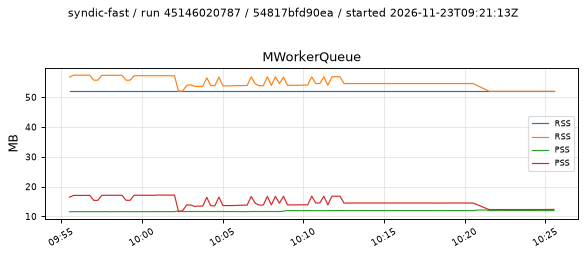 syndic-fast / run 45146020787 / 54817bfd90ea / started 2026-11-23T09:21:13Z
MWorkerQueue
MB
50
40
30
20
10
RSS
RSS
PSS
PSS
09:55
10:00
10:05
10:10
10:15
10:20
10:25